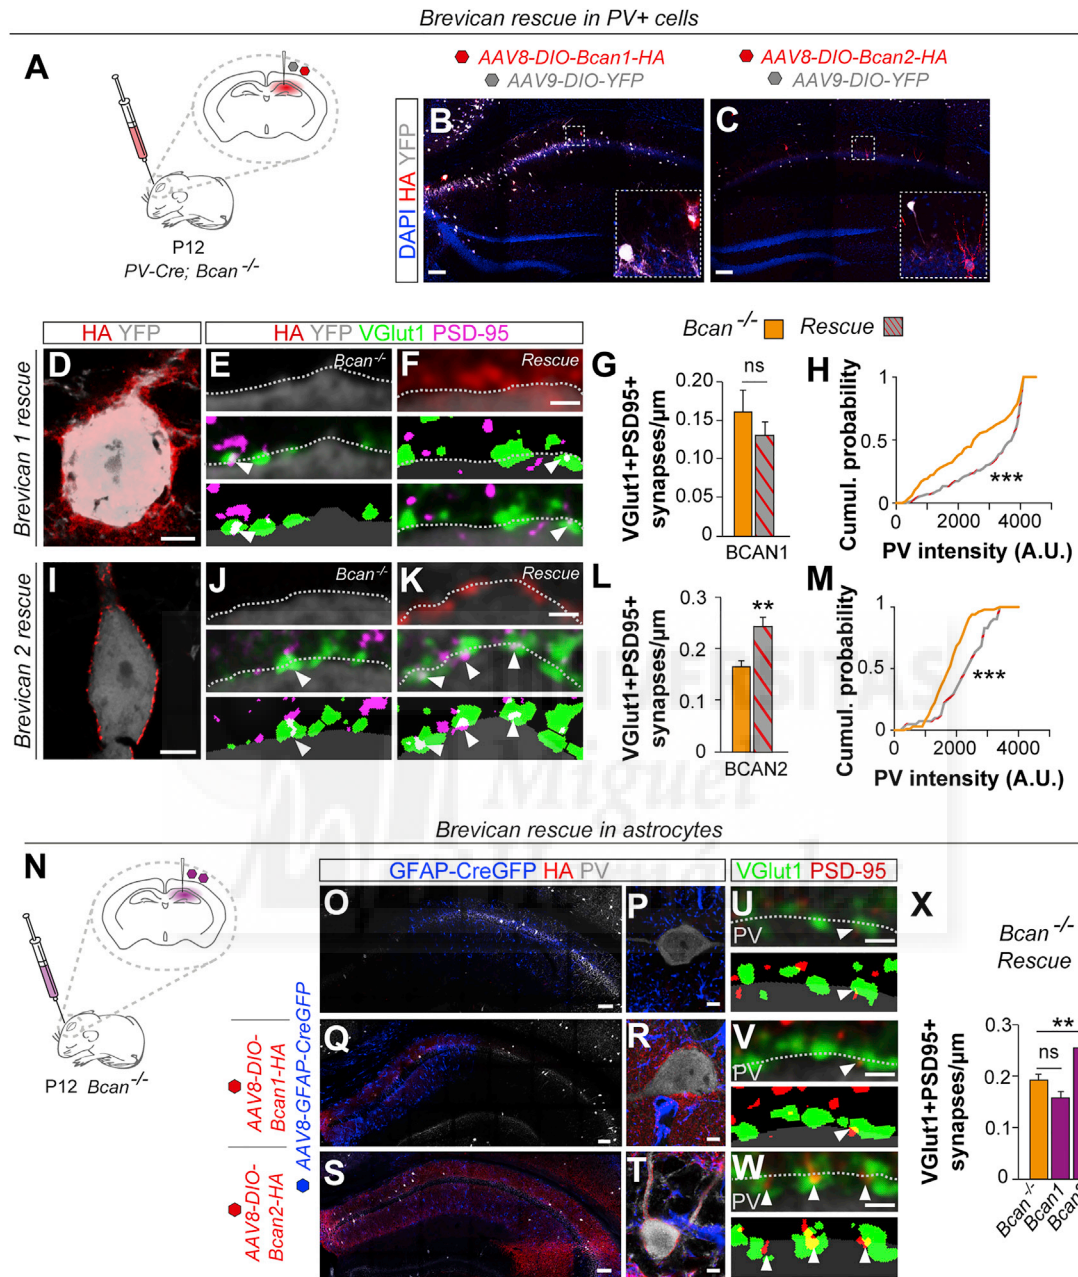 Brevican rescue in PV+ cells
A
P12
PV-Cre; Bcan-/-
AAV8-DIO-Bcan1-HA
AAV9-DIO-YFP
AAV8-DIO-Bcan2-HA
AAV9-DIO-YFP
DAPI HA YFP
B
C
HA YFP
HA YFP VGlut1 PSD-95
Bcan-/-
Rescue
Brevican 1 rescue
D
E
Bcan-/-
F
Rescue
G
ns
VGlut1+PSD95+
synapses/µm
0.20
0.15
0.10
0.05
0
BCAN1
H
Cumul. probability
1
0.5
0
***
0
2000
4000
PV intensity (A.U.)
Brevican 2 rescue
I
J
Bcan-/-
K
Rescue
L
**
VGlut1+PSD95+
synapses/µm
0.3
0.2
0.1
0
BCAN2
M
Cumul. probability
1
0.5
0
***
0
2000
4000
PV intensity (A.U.)
UNIVERSITAS
Miguel
Hernández
Brevican rescue in astrocytes
N
P12 Bcan-/-
AAV8-DIO-
Bcan1-HA
AAV8-DIO-
Bcan2-HA
AAV8-GFAP-CreGFP
GFAP-CreGFP HA PV
VGlut1 PSD-95
O
P
U
PV
Q
R
V
PV
S
T
W
PV
X
Bcan-/-
Rescue
**
ns
VGlut1+PSD95+
synapses/µm
0.3
0.2
0.1
0
Bcan-/-
Bcan1